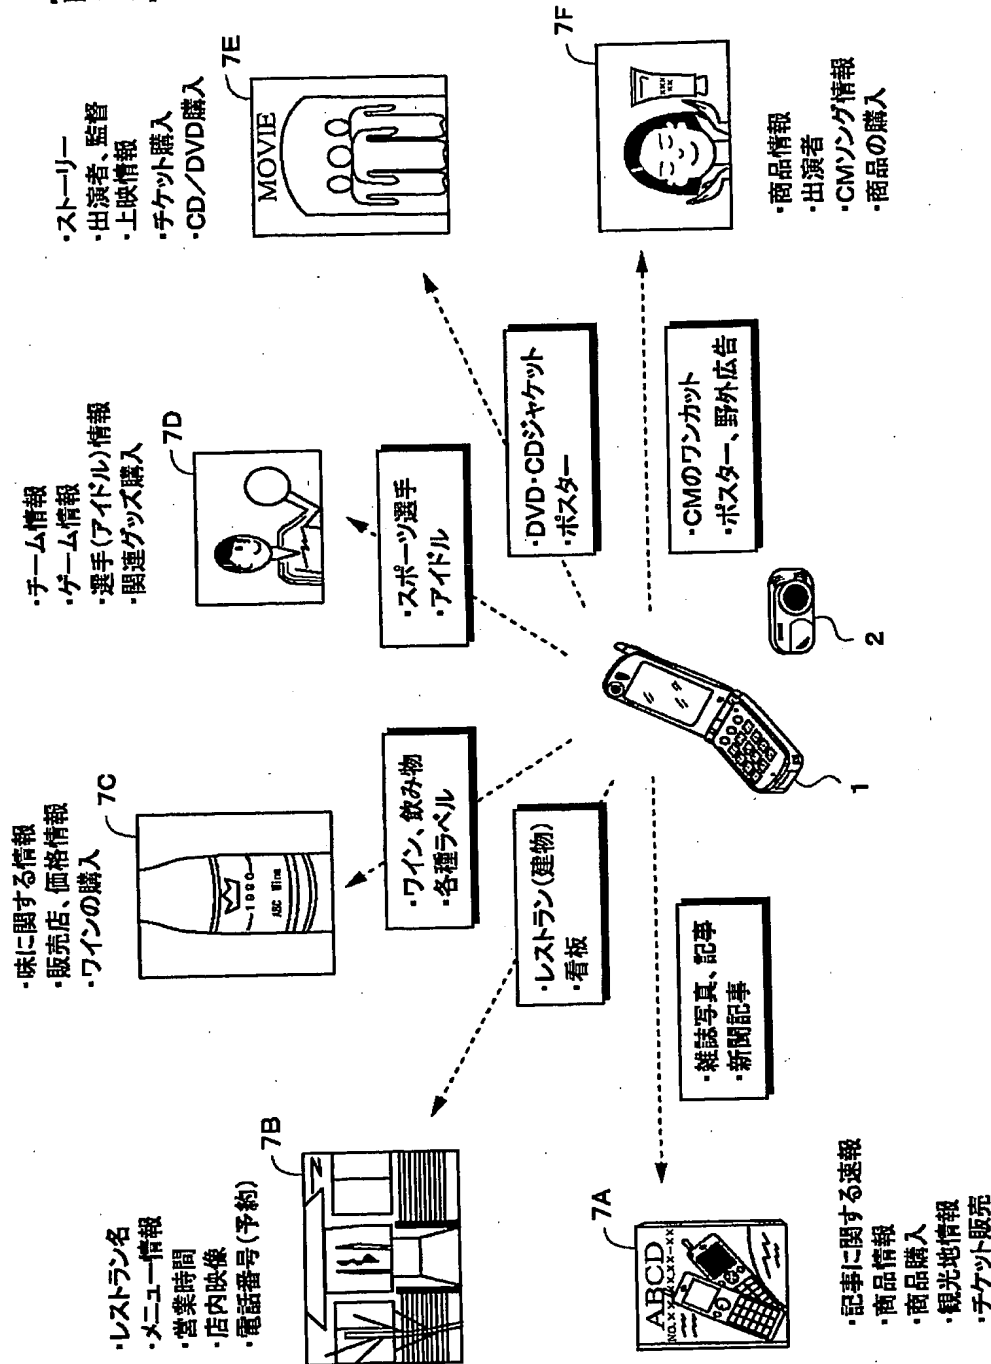 ・レストラン名
・メニュー情報
・営業時間
・店内映像
・電話番号(予約)
7B
・味に関する情報
・販売店、価格情報
・ワインの購入
7C
ABC Wine
・チーム情報
・ゲーム情報
・選手(アイドル)情報
・関連グッズ購入
7D
・ストーリー
・出演者、監督
・上映情報
・チケット購入
・CD/DVD購入
7E
MOVIE
・レストラン(建物)
・看板
・ワイン、飲み物
・各種ラベル
・スポーツ選手
・アイドル
・DVD・CDジャケット
・ポスター
・雑誌写真、記事
・新聞記事
1
2
・CMのワンカット
・ポスター、野外広告
7A
ABCD
・記事に関する速報
・商品情報
・商品購入
・観光地情報
・チケット販売
7F
XXX
XX
・商品情報
・出演者
・CMソング情報
・商品の購入